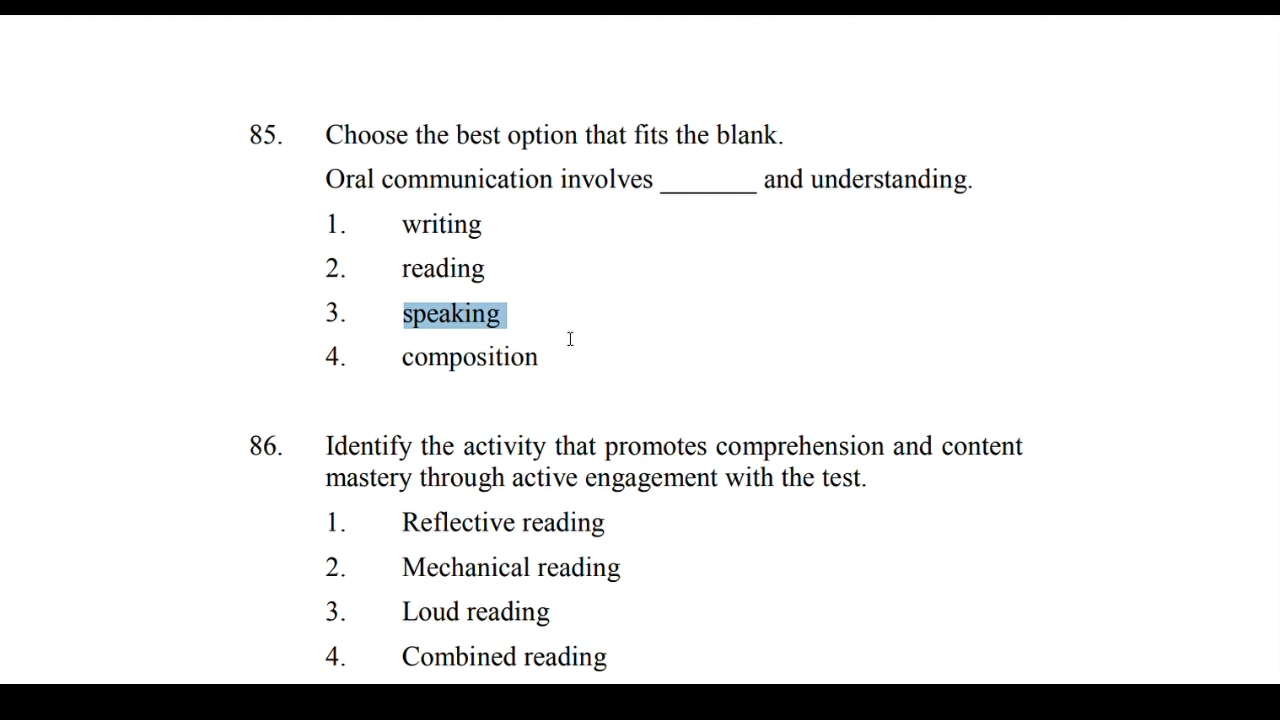 85. Choose the best option that fits the blank.
Oral communication involves _______ and understanding.
1. writing
2. reading
3. speaking
4. composition
86. Identify the activity that promotes comprehension and content
mastery through active engagement with the test.
1. Reflective reading
2. Mechanical reading
3. Loud reading
4. Combined reading